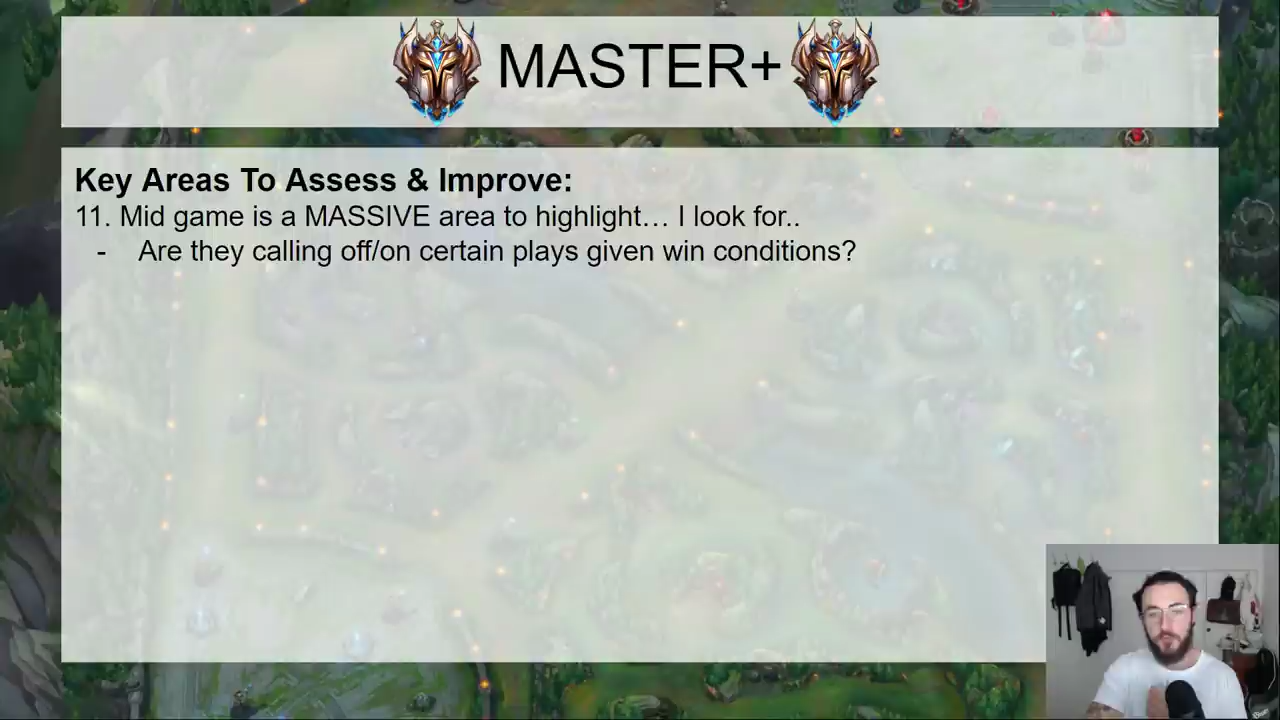 MASTER+
Key Areas To Assess & Improve:
11. Mid game is a MASSIVE area to highlight… I look for..
- Are they calling off/on certain plays given win conditions?